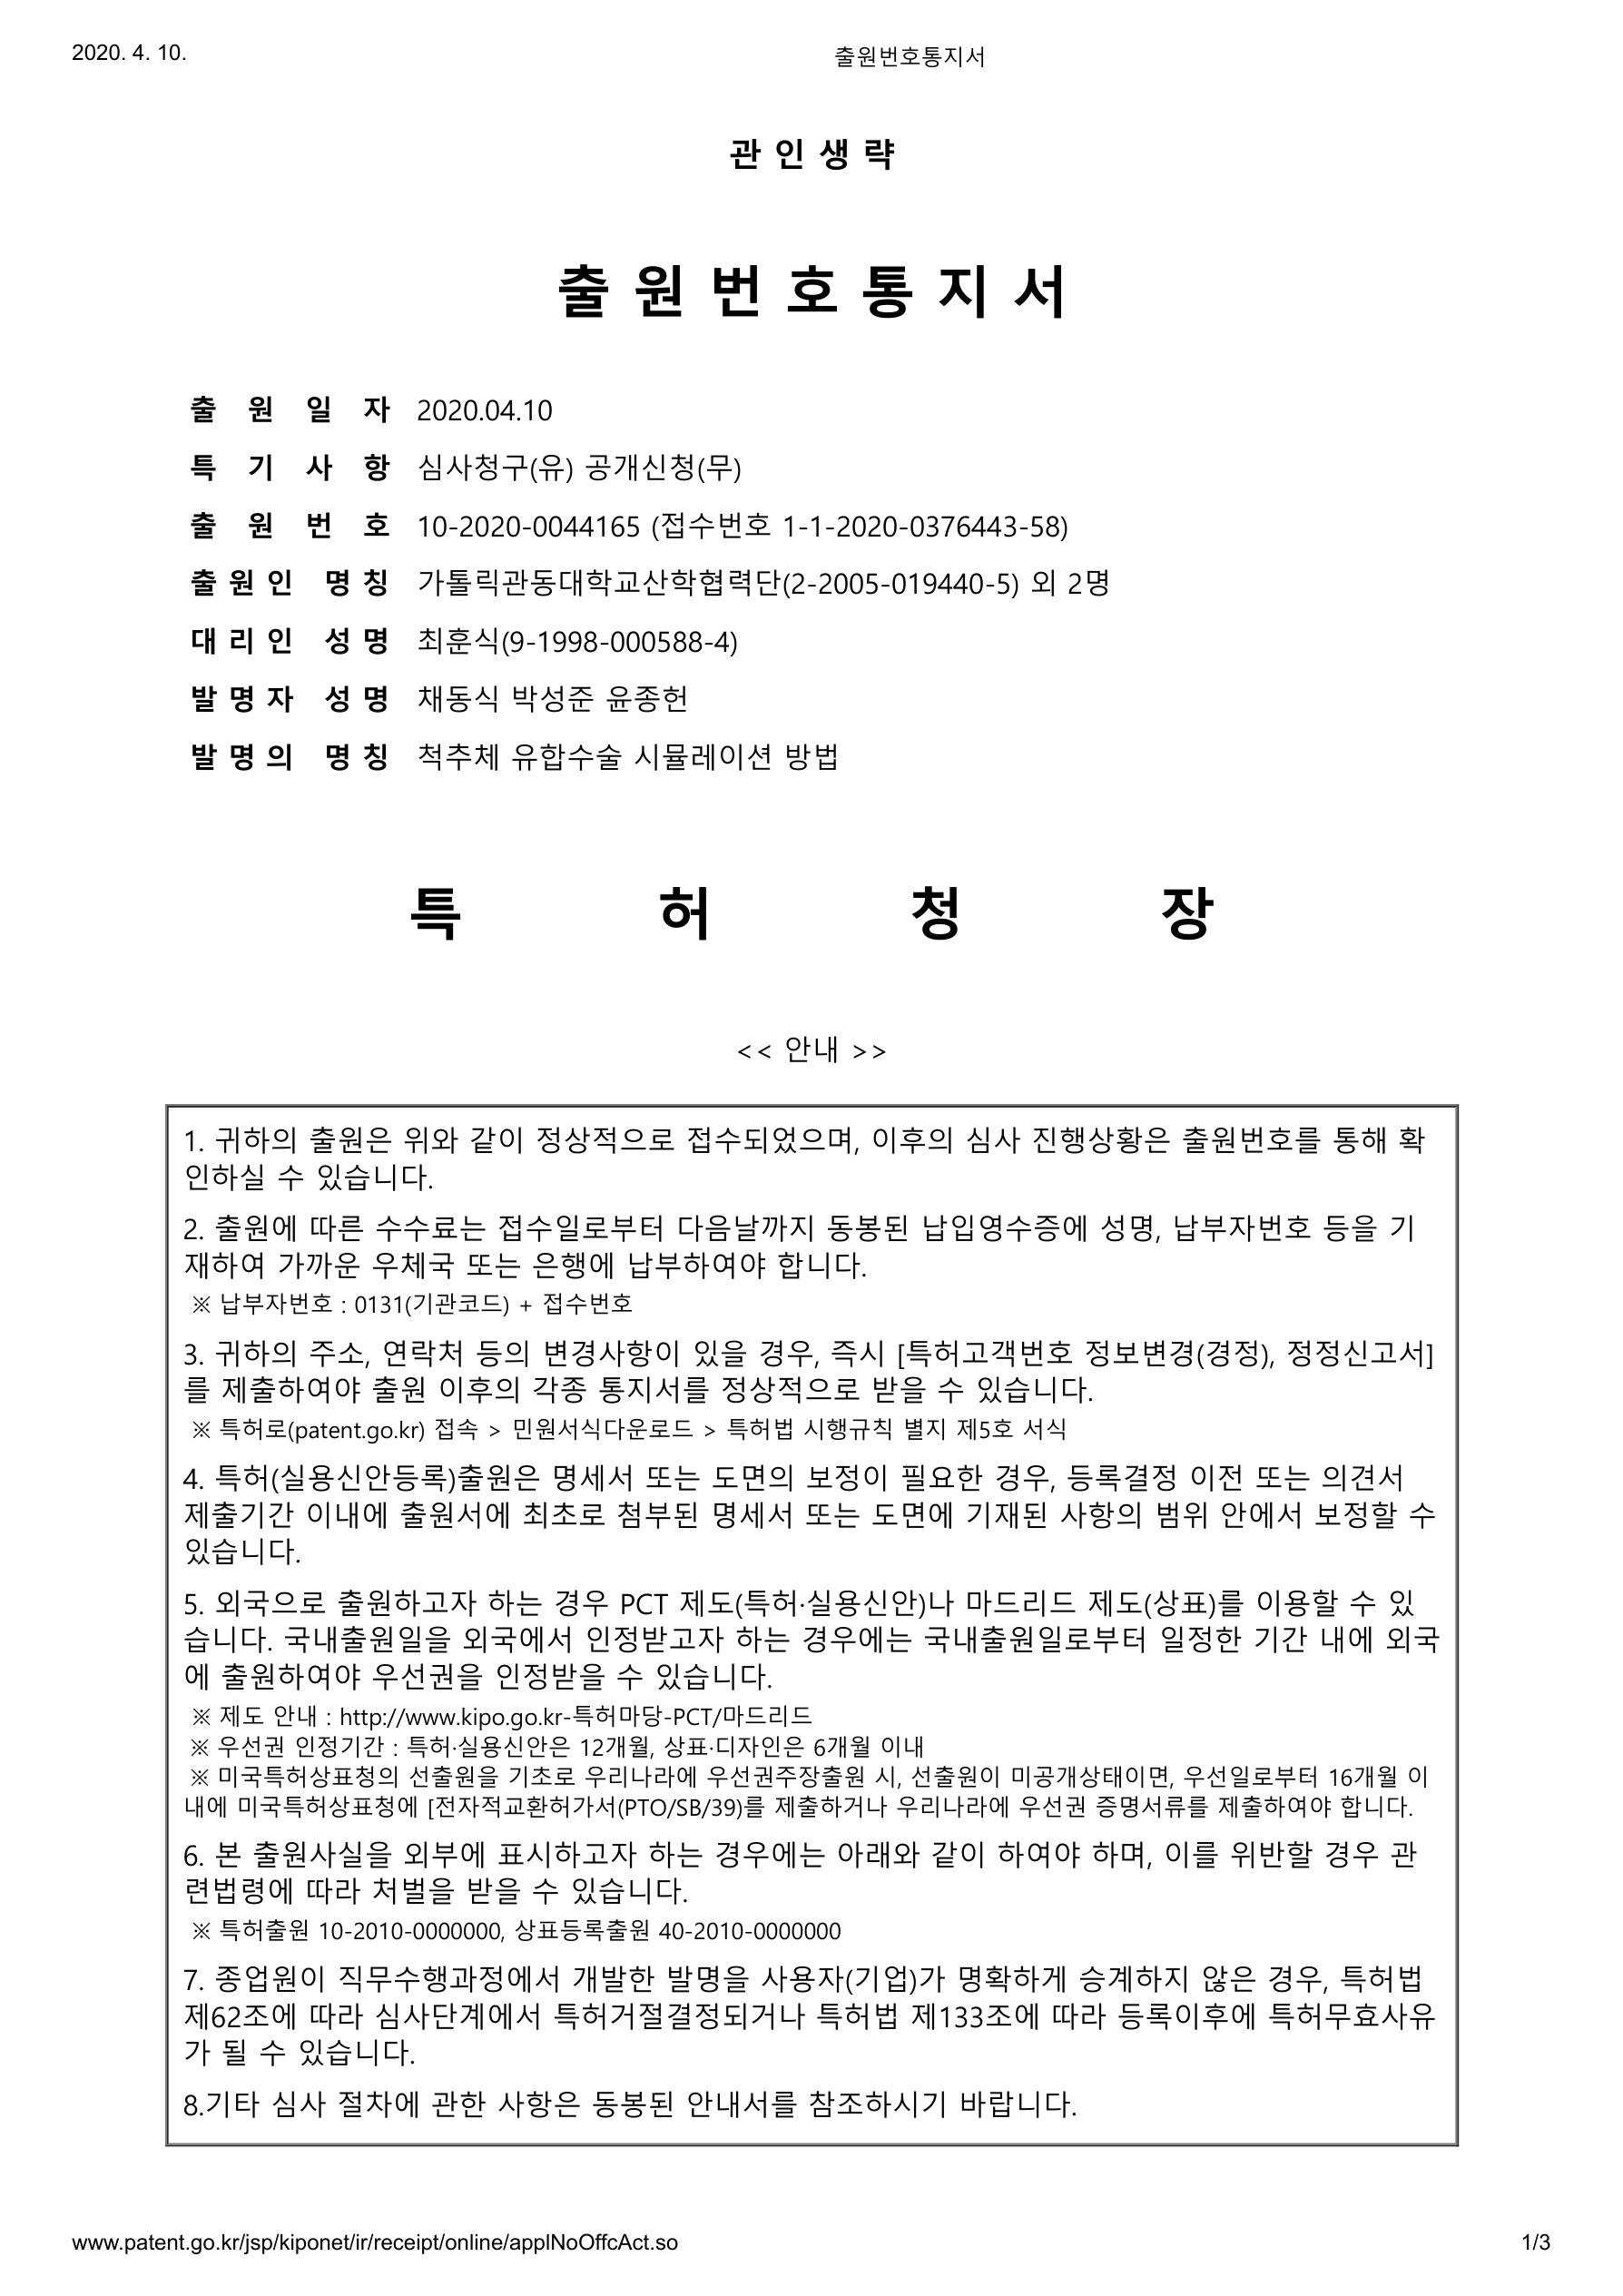 2020. 4. 10.
출원번호통지서
관 인 생 략
출 원 번 호 통 지 서
출 원 일 자 2020.04.10
특 기 사 항 심사청구(유) 공개신청(무)
출 원 번 호 10-2020-0044165 (접수번호 1-1-2020-0376443-58)
출 원 인 명 칭 가톨릭관동대학교산학협력단(2-2005-019440-5) 외 2명
대 리 인 성 명 최훈식(9-1998-000588-4)
발 명 자 성 명 채동식 박성준 윤종헌
발 명 의 명 칭 척추체 유합수술 시뮬레이션 방법
특 허 청 장
<< 안내 >>
1. 귀하의 출원은 위와 같이 정상적으로 접수되었으며, 이후의 심사 진행상황은 출원번호를 통해 확
인하실 수 있습니다.
2. 출원에 따른 수수료는 접수일로부터 다음날까지 동봉된 납입영수증에 성명, 납부자번호 등을 기
재하여 가까운 우체국 또는 은행에 납부하여야 합니다.
※ 납부자번호 : 0131(기관코드) + 접수번호
3. 귀하의 주소, 연락처 등의 변경사항이 있을 경우, 즉시 [특허고객번호 정보변경(경정), 정정신고서]
를 제출하여야 출원 이후의 각종 통지서를 정상적으로 받을 수 있습니다.
※ 특허로(patent.go.kr) 접속 > 민원서식다운로드 > 특허법 시행규칙 별지 제5호 서식
4. 특허(실용신안등록)출원은 명세서 또는 도면의 보정이 필요한 경우, 등록결정 이전 또는 의견서
제출기간 이내에 출원서에 최초로 첨부된 명세서 또는 도면에 기재된 사항의 범위 안에서 보정할 수
있습니다.
5. 외국으로 출원하고자 하는 경우 PCT 제도(특허·실용신안)나 마드리드 제도(상표)를 이용할 수 있
습니다. 국내출원일을 외국에서 인정받고자 하는 경우에는 국내출원일로부터 일정한 기간 내에 외국
에 출원하여야 우선권을 인정받을 수 있습니다.
※ 제도 안내 : http://www.kipo.go.kr-특허마당-PCT/마드리드
※ 우선권 인정기간 : 특허·실용신안은 12개월, 상표·디자인은 6개월 이내
※ 미국특허상표청의 선출원을 기초로 우리나라에 우선권주장출원 시, 선출원이 미공개상태이면, 우선일로부터 16개월 이
내에 미국특허상표청에 [전자적교환허가서(PTO/SB/39)를 제출하거나 우리나라에 우선권 증명서류를 제출하여야 합니다.
6. 본 출원사실을 외부에 표시하고자 하는 경우에는 아래와 같이 하여야 하며, 이를 위반할 경우 관
련법령에 따라 처벌을 받을 수 있습니다.
※ 특허출원 10-2010-0000000, 상표등록출원 40-2010-0000000
7. 종업원이 직무수행과정에서 개발한 발명을 사용자(기업)가 명확하게 승계하지 않은 경우, 특허법
제62조에 따라 심사단계에서 특허거절결정되거나 특허법 제133조에 따라 등록이후에 특허무효사유
가 될 수 있습니다.
8.기타 심사 절차에 관한 사항은 동봉된 안내서를 참조하시기 바랍니다.
www.patent.go.kr/jsp/kiponet/ir/receipt/online/applNoOffcAct.so
1/3